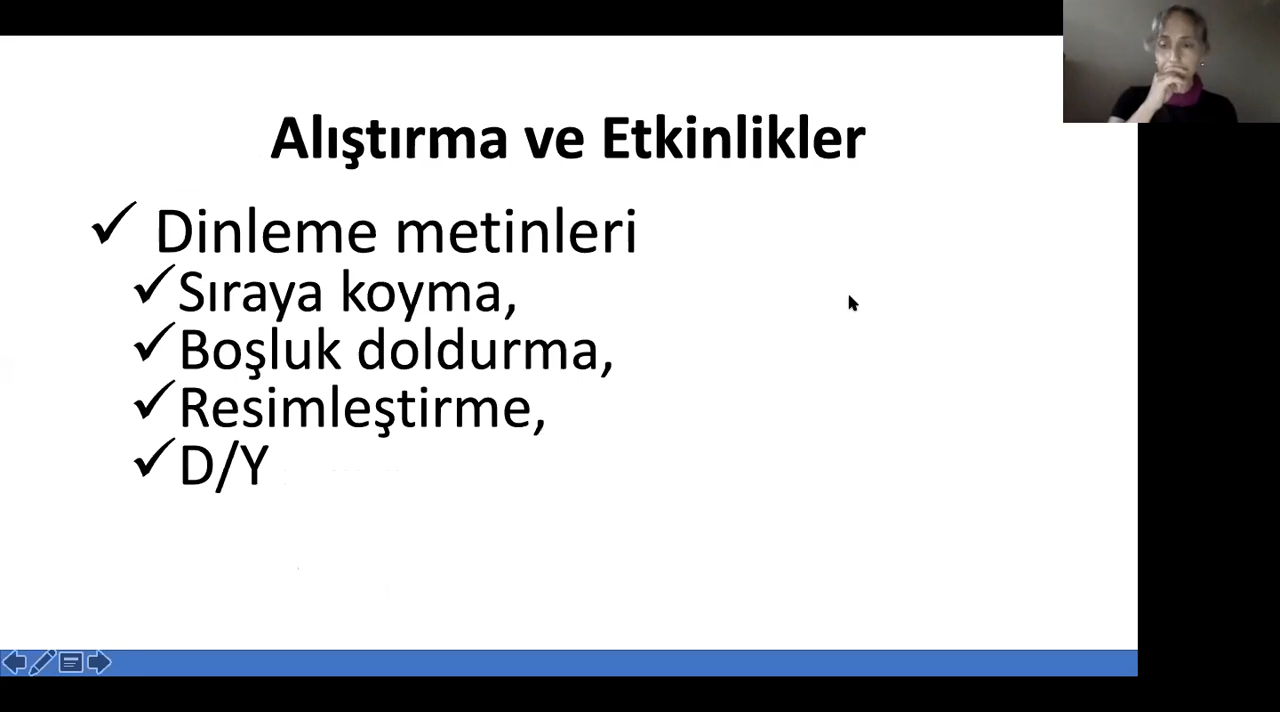 Alıştırma ve Etkinlikler
✓ Dinleme metinleri
✓Sıraya koyma,
✓Boşluk doldurma,
✓Resimleştirme,
✓D/Y